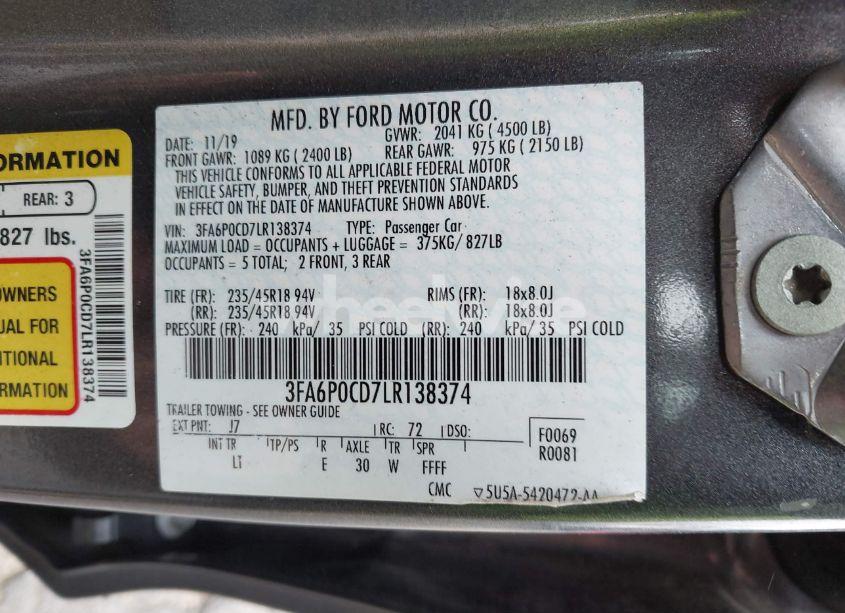 ORMATION
REAR: 3
827 lbs.
OWNERS
UAL FOR
ITIONAL
FORMATION
3FA6P0CD7LR138374
MFD. BY FORD MOTOR CO.
DATE: 11/19 GVWR: 2041 KG ( 4500 LB)
FRONT GAWR: 1089 KG ( 2400 LB) REAR GAWR: 975 KG ( 2150 LB)
THIS VEHICLE CONFORMS TO ALL APPLICABLE FEDERAL MOTOR
VEHICLE SAFETY, BUMPER, AND THEFT PREVENTION STANDARDS
IN EFFECT ON THE DATE OF MANUFACTURE SHOWN ABOVE.
VIN: 3FA6P0CD7LR138374 TYPE: Passenger Car
MAXIMUM LOAD = OCCUPANTS + LUGGAGE = 375KG/ 827LB
OCCUPANTS = 5 TOTAL; 2 FRONT, 3 REAR
TIRE (FR): 235/45R18 94V RIMS (FR): 18x8.0J
(RR): 235/45R18 94V (RR): 18x8.0J
PRESSURE (FR): 240 kPa/ 35 PSI COLD (RR): 240 kPa/ 35 PSI COLD
3FA6P0CD7LR138374
TRAILER TOWING - SEE OWNER GUIDE
EXT PNT: J7 RC: 72 DSO: F0069
R0081
INT TR TP/PS R AXLE TR SPR
LI E 30 W FFFF
CMC ▽5U5A-5420472-AA